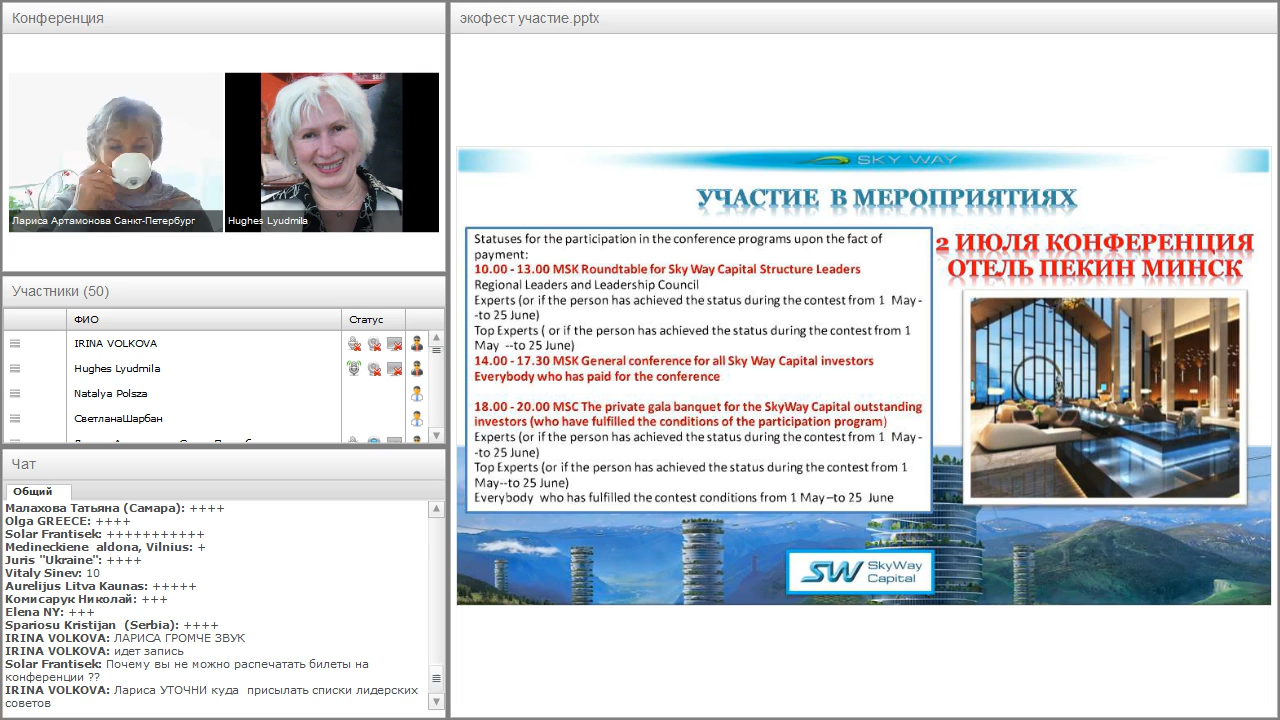 Конференция
Лариса Артамонова Санкт-Петербург
Hughes Lyudmila
Участники (50)
ФИО
Статус
IRINA VOLKOVA
Hughes Lyudmila
Natalya Polsza
СветланаШарбан
Чат
Общий
Малахова Татьяна (Самара): ++++
Olga GREECE: ++++
Solar Frantisek: +++++++++++
Medineckiene aldona, Vilnius: +
Juris "Ukraine": ++++
Vitaly Sinev: 10
Aurelijus Litva Kaunas: +++++
Комисарук Николай: +++
Elena NY: +++
Spariosu Kristijan (Serbia): ++++
IRINA VOLKOVA: ЛАРИСА ГРОМЧЕ ЗВУК
IRINA VOLKOVA: идет запись
Solar Frantisek: Почему вы не можно распечатать билеты на
конференции ??
IRINA VOLKOVA: Лариса УТОЧНИ куда присылать списки лидерских
советов
экофест участие.pptx
SKY WAY
УЧАСТИЕ В МЕРОПРИЯТИЯХ
Statuses for the participation in the conference programs upon the fact of
payment:
10.00 - 13.00 MSK Roundtable for Sky Way Capital Structure Leaders
Regional Leaders and Leadership Council
Experts (or if the person has achieved the status during the contest from 1 May -
-to 25 June)
Top Experts ( or if the person has achieved the status during the contest from 1
May --to 25 June)
14.00 - 17.30 MSK General conference for all Sky Way Capital investors
Everybody who has paid for the conference
18.00 - 20.00 MSC The private gala banquet for the SkyWay Capital outstanding
investors (who have fulfilled the conditions of the participation program)
Experts (or if the person has achieved the status during the contest from 1 May -
-to 25 June)
Top Experts (or if the person has achieved the status during the contest from 1
May--to 25 June)
Everybody who has fulfilled the contest conditions from 1 May –to 25 June
2 ИЮЛЯ КОНФЕРЕНЦИЯ
ОТЕЛЬ ПЕКИН МИНСК
SW SkyWay
Capital